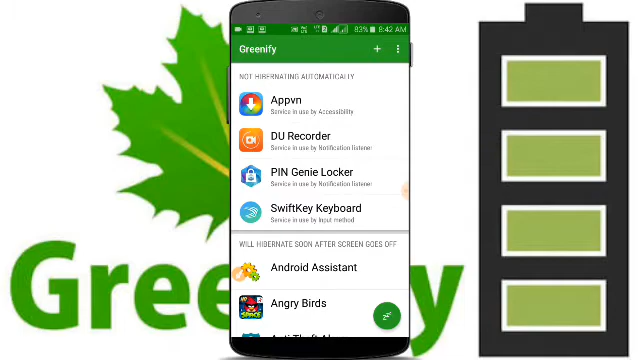 83% 8:42 AM
Greenify
NOT HIBERNATING AUTOMATICALLY
Appvn
Service in use by Accessibility
DU Recorder
Service in use by Notification listener
PIN Genie Locker
Service in use by Notification listener
SwiftKey Keyboard
Service in use by Input method
WILL HIBERNATE SOON AFTER SCREEN GOES OFF
Android Assistant
Angry Birds
Greenify